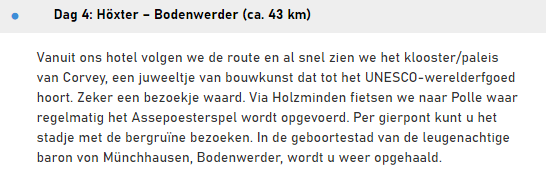 Dag 4: Höxter – Bodenwerder (ca. 43 km)
Vanuit ons hotel volgen we de route en al snel zien we het klooster/paleis
van Corvey, een juweeltje van bouwkunst dat tot het UNESCO-werelderfgoed
hoort. Zeker een bezoekje waard. Via Holzminden fietsen we naar Polle waar
regelmatig het Assepoesterspel wordt opgevoerd. Per gierpont kunt u het
stadje met de bergruïne bezoeken. In de geboortestad van de leugenachtige
baron von Münchhausen, Bodenwerder, wordt u weer opgehaald.